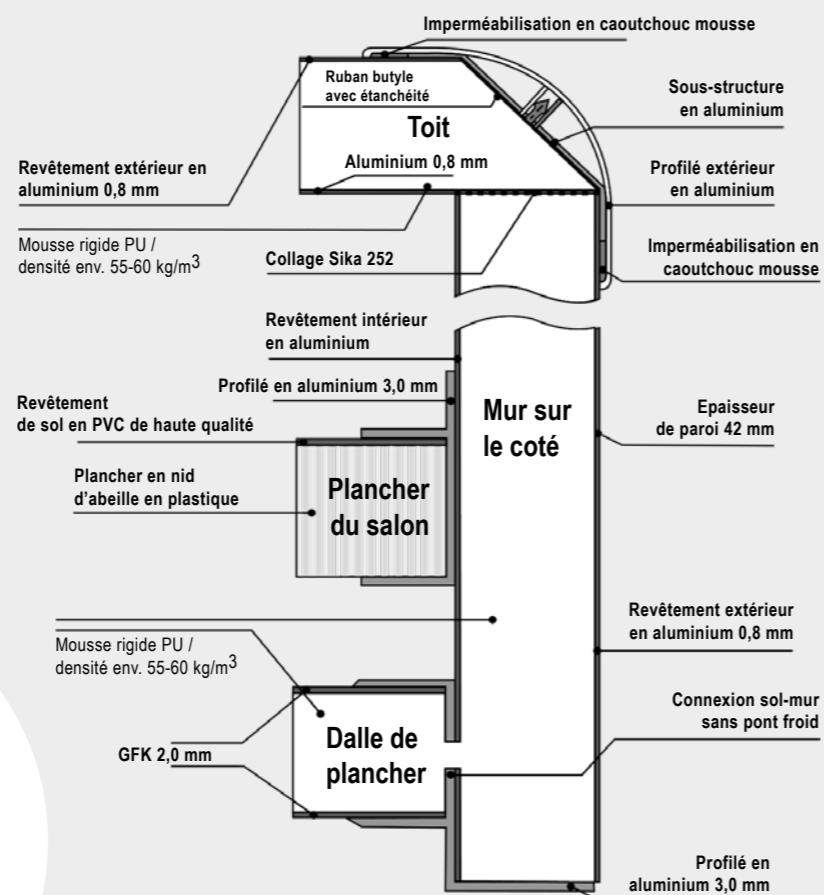 Imperméabilisation en caoutchouc mousse
Ruban butyle
avec étanchéité
Sous-structure
en aluminium
Toit
Aluminium 0,8 mm
Revêtement extérieur en
aluminium 0,8 mm
Profilé extérieur
en aluminium
Mousse rigide PU /
densité env. 55-60 kg/m3
Collage Sika 252
Imperméabilisation en
caoutchouc mousse
Revêtement intérieur
en aluminium
Profilé en aluminium 3,0 mm
Revêtement
de sol en PVC de haute qualité
Mur sur
le coté
Epaisseur
de paroi 42 mm
Plancher en nid
d'abeille en plastique
Plancher
du salon
Revêtement extérieur
en aluminium 0,8 mm
Mousse rigide PU /
densité env. 55-60 kg/m3
Connexion sol-mur
sans pont froid
GFK 2,0 mm
Dalle de
plancher
Profilé en
aluminium 3,0 mm